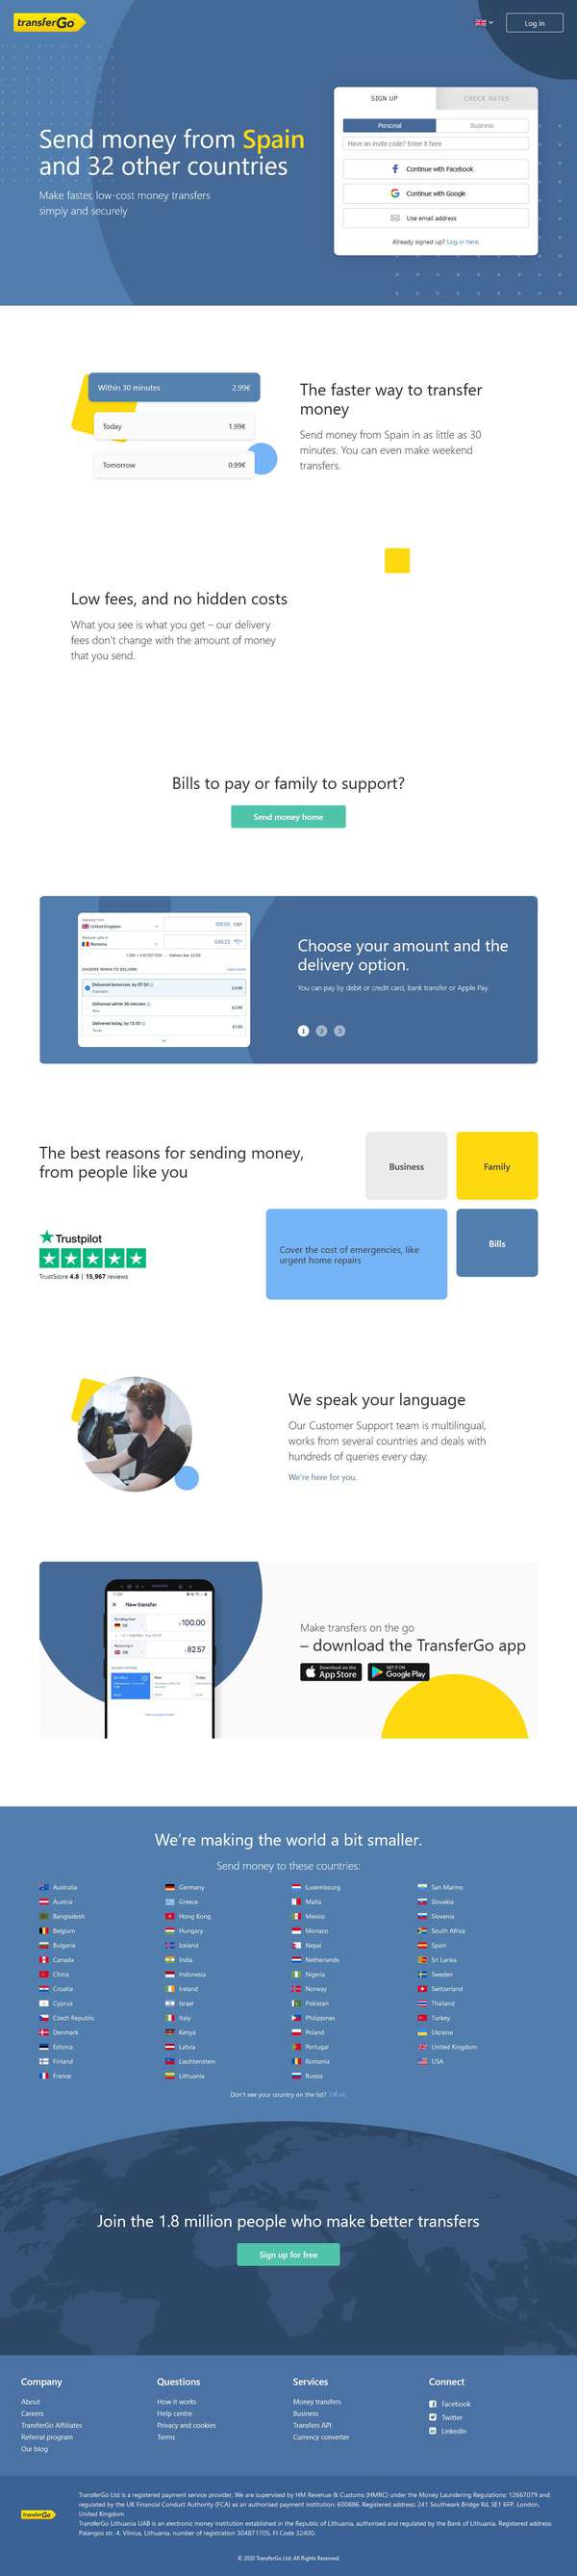 transferGo
Log in
SIGN UP
CHECK RATES
Personal
Business
Have an invite code? Enter it here
Continue with Facebook
Continue with Google
Use email address
Already signed up? Log in here
Send money from Spain
and 32 other countries
Make faster, low-cost money transfers
simply and securely
Within 30 minutes 2.99€
Today 1.99€
Tomorrow 0.99€
The faster way to transfer
money
Send money from Spain in as little as 30
minutes. You can even make weekend
transfers.
Low fees, and no hidden costs
What you see is what you get – our delivery
fees don't change with the amount of money
that you send.
Bills to pay or family to support?
Send money home
United Kingdom
100.00 GBP
Romania
CHOOSE WHEN TO DELIVER
Delivered tomorrow, by 07:30
Delivered within 30 minutes
Delivered today, by 13:30
Choose your amount and the
delivery option.
You can pay by debit or credit card, bank transfer or Apple Pay.
1 2 3
The best reasons for sending money,
from people like you
Business
Family
Cover the cost of emergencies, like
urgent home repairs
Bills
Trustpilot
TrustScore 4.8 | 15,967 reviews
We speak your language
Our Customer Support team is multilingual,
works from several countries and deals with
hundreds of queries every day.
We're here for you.
New transfer
Sending from
DE
100.00
GB
82.57
Now
Today
Make transfers on the go
– download the TransferGo app
Download on the
App Store
GET IT ON
Google Play
We're making the world a bit smaller.
Send money to these countries:
Australia
Austria
Bangladesh
Belgium
Bulgaria
Canada
China
Croatia
Cyprus
Czech Republic
Denmark
Estonia
Finland
France
Germany
Greece
Hong Kong
Hungary
Iceland
India
Indonesia
Ireland
Israel
Italy
Kenya
Latvia
Liechtenstein
Lithuania
Luxembourg
Malta
Mexico
Monaco
Nepal
Netherlands
Nigeria
Norway
Pakistan
Philippines
Poland
Portugal
Romania
Russia
San Marino
Slovakia
Slovenia
South Africa
Spain
Sri Lanka
Sweden
Switzerland
Thailand
Turkey
Ukraine
United Kingdom
USA
Don't see your country on the list? Tell us
Join the 1.8 million people who make better transfers
Sign up for free
Company
About
Careers
TransferGo Affiliates
Referral program
Our blog
Questions
How it works
Help centre
Privacy and cookies
Terms
Services
Money transfers
Business
Transfers API
Currency converter
Connect
Facebook
Twitter
LinkedIn
transferGo
TransferGo Ltd is a registered payment service provider. We are supervised by HM Revenue & Customs (HMRC) under the Money Laundering Regulations: 12667079 and
regulated by the UK Financial Conduct Authority (FCA) as an authorised payment institution: 600886. Registered address: 241 Southwark Bridge Rd, SE1 6FP, London,
United Kingdom
TransferGo Lithuania UAB is an electronic money institution established in the Republic of Lithuania, authorised and regulated by the Bank of Lithuania. Registered address:
Palangos str. 4, Vilnius, Lithuania, number of registration 304871705, FI Code 32400.
© 2020 TransferGo Ltd. All Rights Reserved.